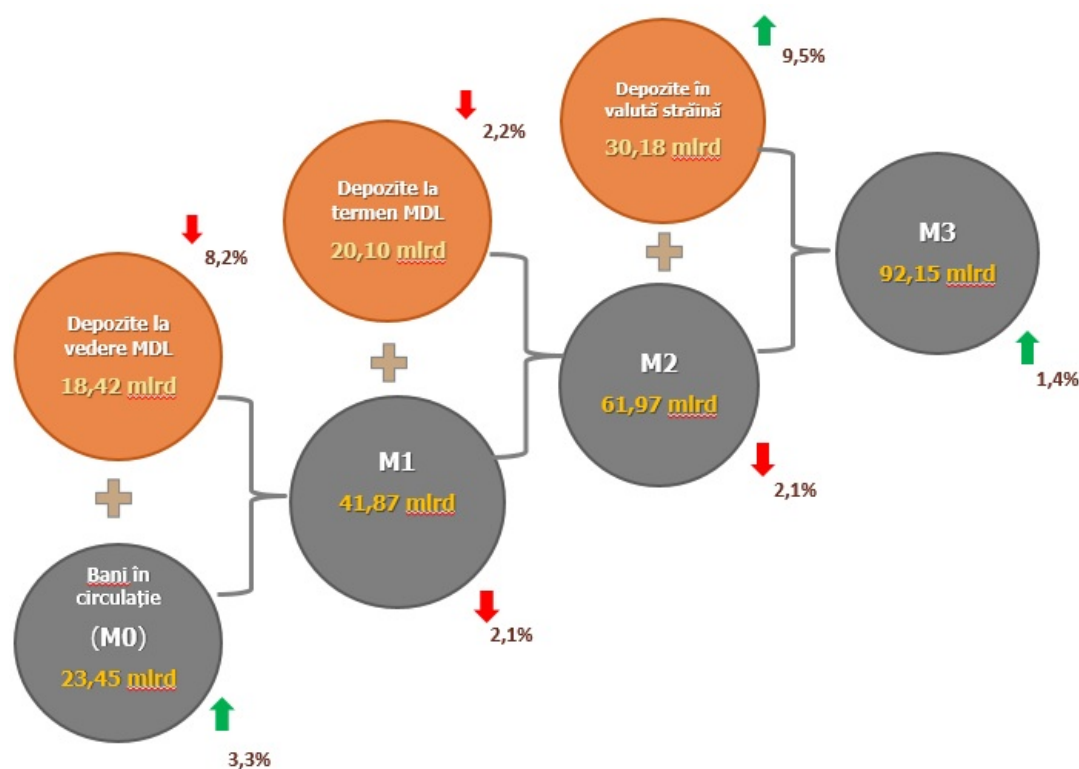 9,5%
Depozite în
valută străină
30,18 mlrd
2,2%
Depozite la
termen MDL
20,10 mlrd
M3
92,15 mlrd
8,2%
Depozite la
vedere MDL
18,42 mlrd
M2
61,97 mlrd
1,4%
M1
41,87 mlrd
2,1%
Bani în
circulație
(M0)
23,45 mlrd
2,1%
3,3%